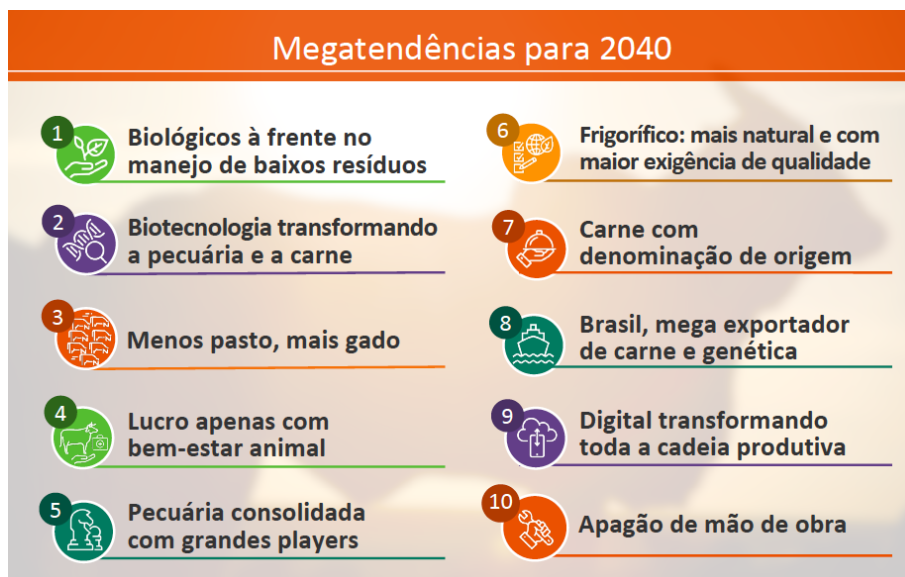 Megatendências para 2040
1
Biológicos à frente no
manejo de baixos resíduos
2
Biotecnologia transformando
a pecuária e a carne
3
Menos pasto, mais gado
4
Lucro apenas com
bem-estar animal
5
Pecuária consolidada
com grandes players
6
Frigorífico: mais natural e com
maior exigência de qualidade
7
Carne com
denominação de origem
8
Brasil, mega exportador
de carne e genética
9
Digital transformando
toda a cadeia produtiva
10
Apagão de mão de obra